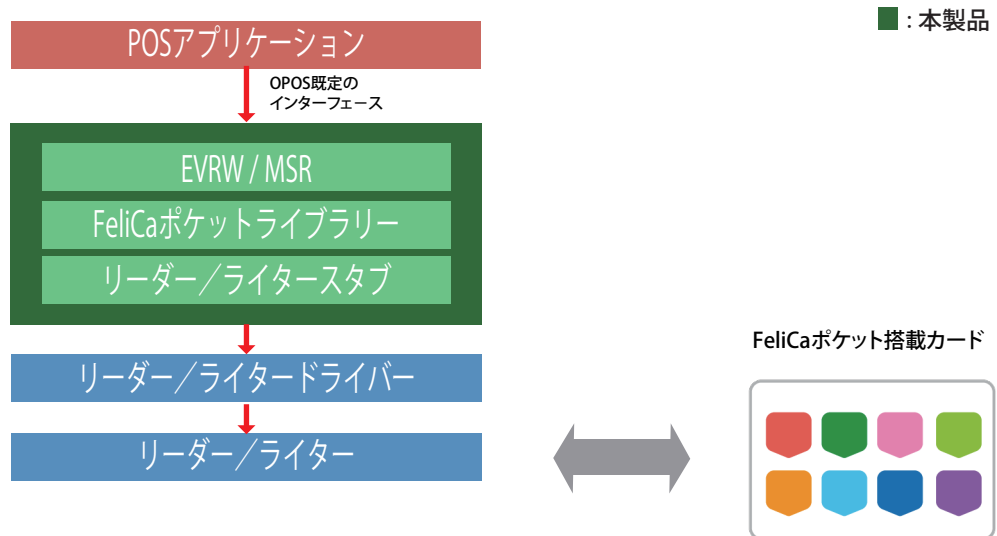 : 本製品
POSアプリケーション
OPOS既定の
インターフェース
EVRW / MSR
FeliCaポケットライブラリー
リーダー／ライタースタブ
リーダー／ライタードライバー
リーダー／ライター
FeliCaポケット搭載カード